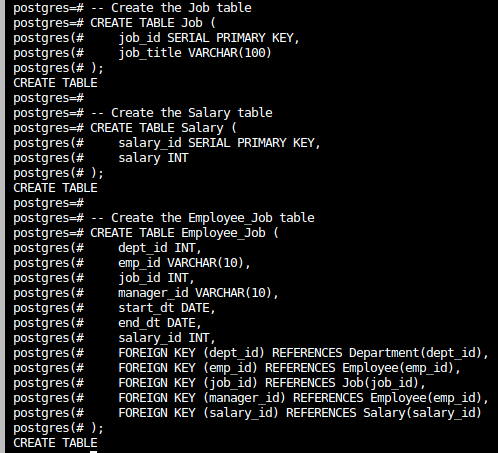 postgres=# -- Create the Job table
postgres=# CREATE TABLE Job (
postgres(#     job_id SERIAL PRIMARY KEY,
postgres(#     job_title VARCHAR(100)
postgres(# );
CREATE TABLE
postgres=#
postgres=# -- Create the Salary table
postgres=# CREATE TABLE Salary (
postgres(#     salary_id SERIAL PRIMARY KEY,
postgres(#     salary INT
postgres(# );
CREATE TABLE
postgres=#
postgres=# -- Create the Employee_Job table
postgres=# CREATE TABLE Employee_Job (
postgres(#     dept_id INT,
postgres(#     emp_id VARCHAR(10),
postgres(#     job_id INT,
postgres(#     manager_id VARCHAR(10),
postgres(#     start_dt DATE,
postgres(#     end_dt DATE,
postgres(#     salary_id INT,
postgres(#     FOREIGN KEY (dept_id) REFERENCES Department(dept_id),
postgres(#     FOREIGN KEY (emp_id) REFERENCES Employee(emp_id),
postgres(#     FOREIGN KEY (job_id) REFERENCES Job(job_id),
postgres(#     FOREIGN KEY (manager_id) REFERENCES Employee(emp_id),
postgres(#     FOREIGN KEY (salary_id) REFERENCES Salary(salary_id)
postgres(# );
CREATE TABLE